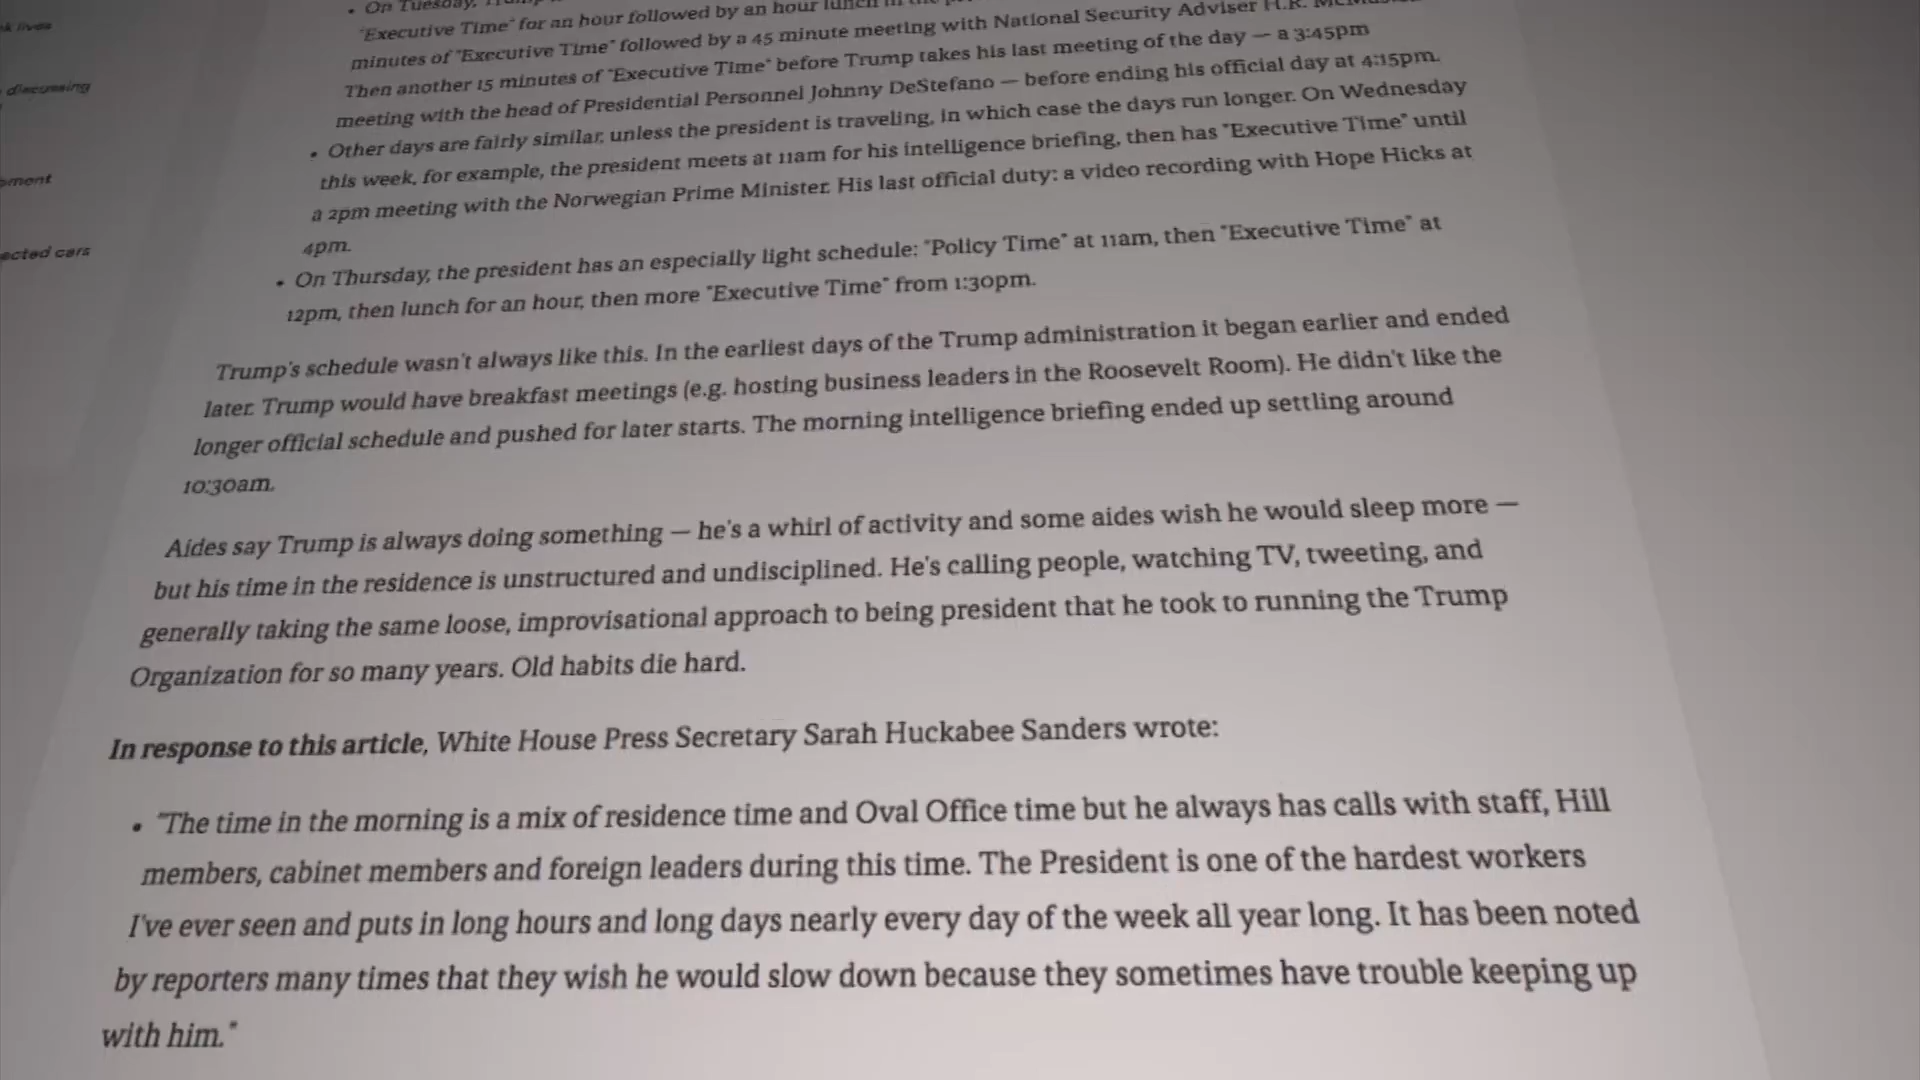 k lives
discussing
pment
ected cars
• On Tuesday,
"Executive Time" for an hour followed by an hour lunch in the
minutes of "Executive Time" followed by a 45 minute meeting with National Security Adviser H.R.
Then another 15 minutes of "Executive Time" before Trump takes his last meeting of the day — a 3:45pm
meeting with the head of Presidential Personnel Johnny DeStefano — before ending his official day at 4:15pm.
• Other days are fairly similar, unless the president is traveling, in which case the days run longer. On Wednesday
this week, for example, the president meets at 11am for his intelligence briefing, then has "Executive Time" until
a 2pm meeting with the Norwegian Prime Minister. His last official duty: a video recording with Hope Hicks at
4pm.
• On Thursday, the president has an especially light schedule: "Policy Time" at 11am, then "Executive Time" at
12pm, then lunch for an hour, then more "Executive Time" from 1:30pm.
Trump's schedule wasn't always like this. In the earliest days of the Trump administration it began earlier and ended
later. Trump would have breakfast meetings (e.g. hosting business leaders in the Roosevelt Room). He didn't like the
longer official schedule and pushed for later starts. The morning intelligence briefing ended up settling around
10:30am.
Aides say Trump is always doing something — he's a whirl of activity and some aides wish he would sleep more —
but his time in the residence is unstructured and undisciplined. He's calling people, watching TV, tweeting, and
generally taking the same loose, improvisational approach to being president that he took to running the Trump
Organization for so many years. Old habits die hard.
In response to this article, White House Press Secretary Sarah Huckabee Sanders wrote:
• "The time in the morning is a mix of residence time and Oval Office time but he always has calls with staff, Hill
members, cabinet members and foreign leaders during this time. The President is one of the hardest workers
I've ever seen and puts in long hours and long days nearly every day of the week all year long. It has been noted
by reporters many times that they wish he would slow down because they sometimes have trouble keeping up
with him."